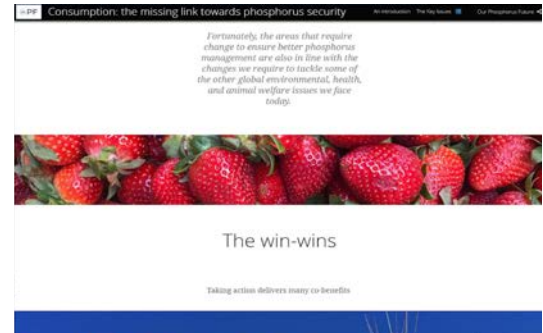 PF Consumption: the missing link towards phosphorus security An introduction The Key Issues Our Phosphorus Future
Fortunately, the areas that require
change to ensure better phosphorus
management are also in line with the
changes we require to tackle some of
the other global environmental, health,
and animal welfare issues we face
today.
The win-wins
Taking action delivers many co-benefits